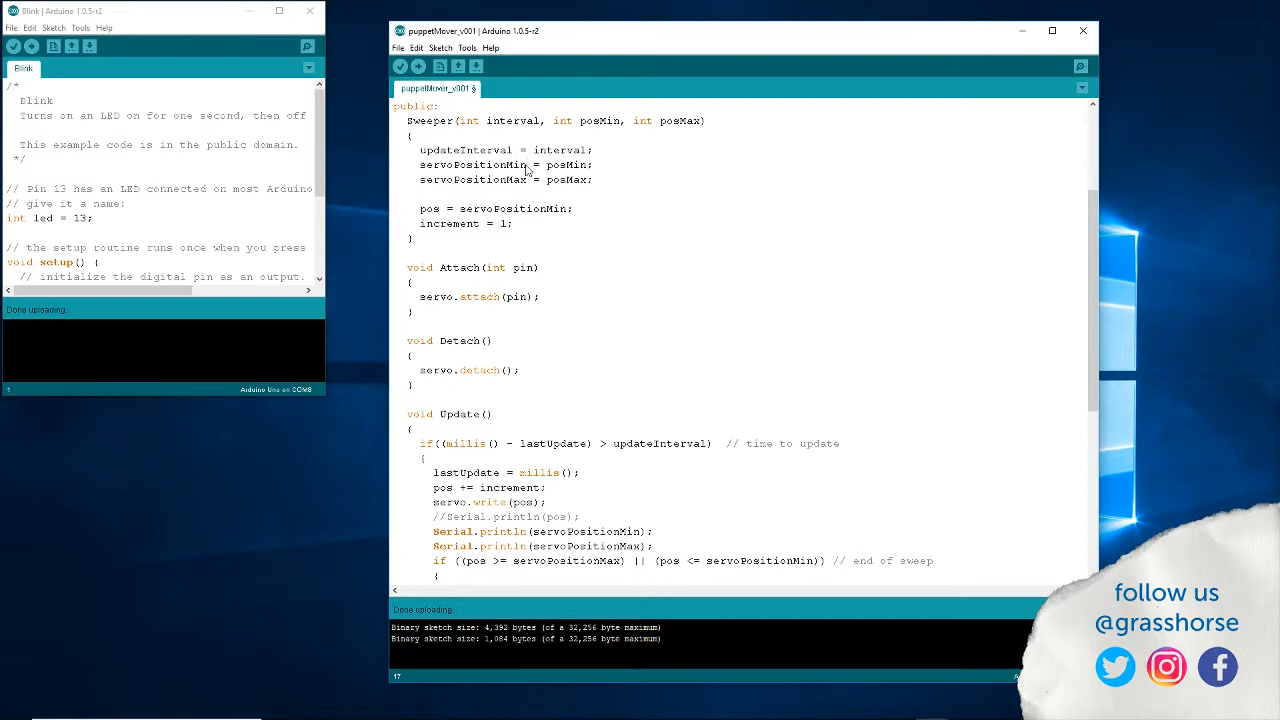 Blink | Arduino 1.0.5-r2
File Edit Sketch Tools Help
Blink
/*
Blink
Turns on an LED on for one second, then off
This example code is in the public domain.
*/
// Pin 13 has an LED connected on most Arduino
// give it a name:
int led = 13;
// the setup routine runs once when you press
void setup() {
// initialize the digital pin as an output.
Done uploading.
1
Arduino Uno on COM8
puppetMover_v001 | Arduino 1.0.5-r2
File Edit Sketch Tools Help
puppetMover_v001 §
public:
Sweeper(int interval, int posMin, int posMax)
{
updateInterval = interval;
servoPositionMin = posMin;
servoPositionMax = posMax;
pos = servoPositionMin;
increment = 1;
}
void Attach(int pin)
{
servo.attach(pin);
}
void Detach()
{
servo.detach();
}
void Update()
{
if((millis() - lastUpdate) > updateInterval) // time to update
{
lastUpdate = millis();
pos += increment;
servo.write(pos);
//Serial.println(pos);
Serial.println(servoPositionMin);
Serial.println(servoPositionMax);
if ((pos >= servoPositionMax) || (pos <= servoPositionMin)) // end of sweep
{
Done uploading.
Binary sketch size: 4,392 bytes (of a 32,256 byte maximum)
Binary sketch size: 1,084 bytes (of a 32,256 byte maximum)
17
follow us
@grasshorse